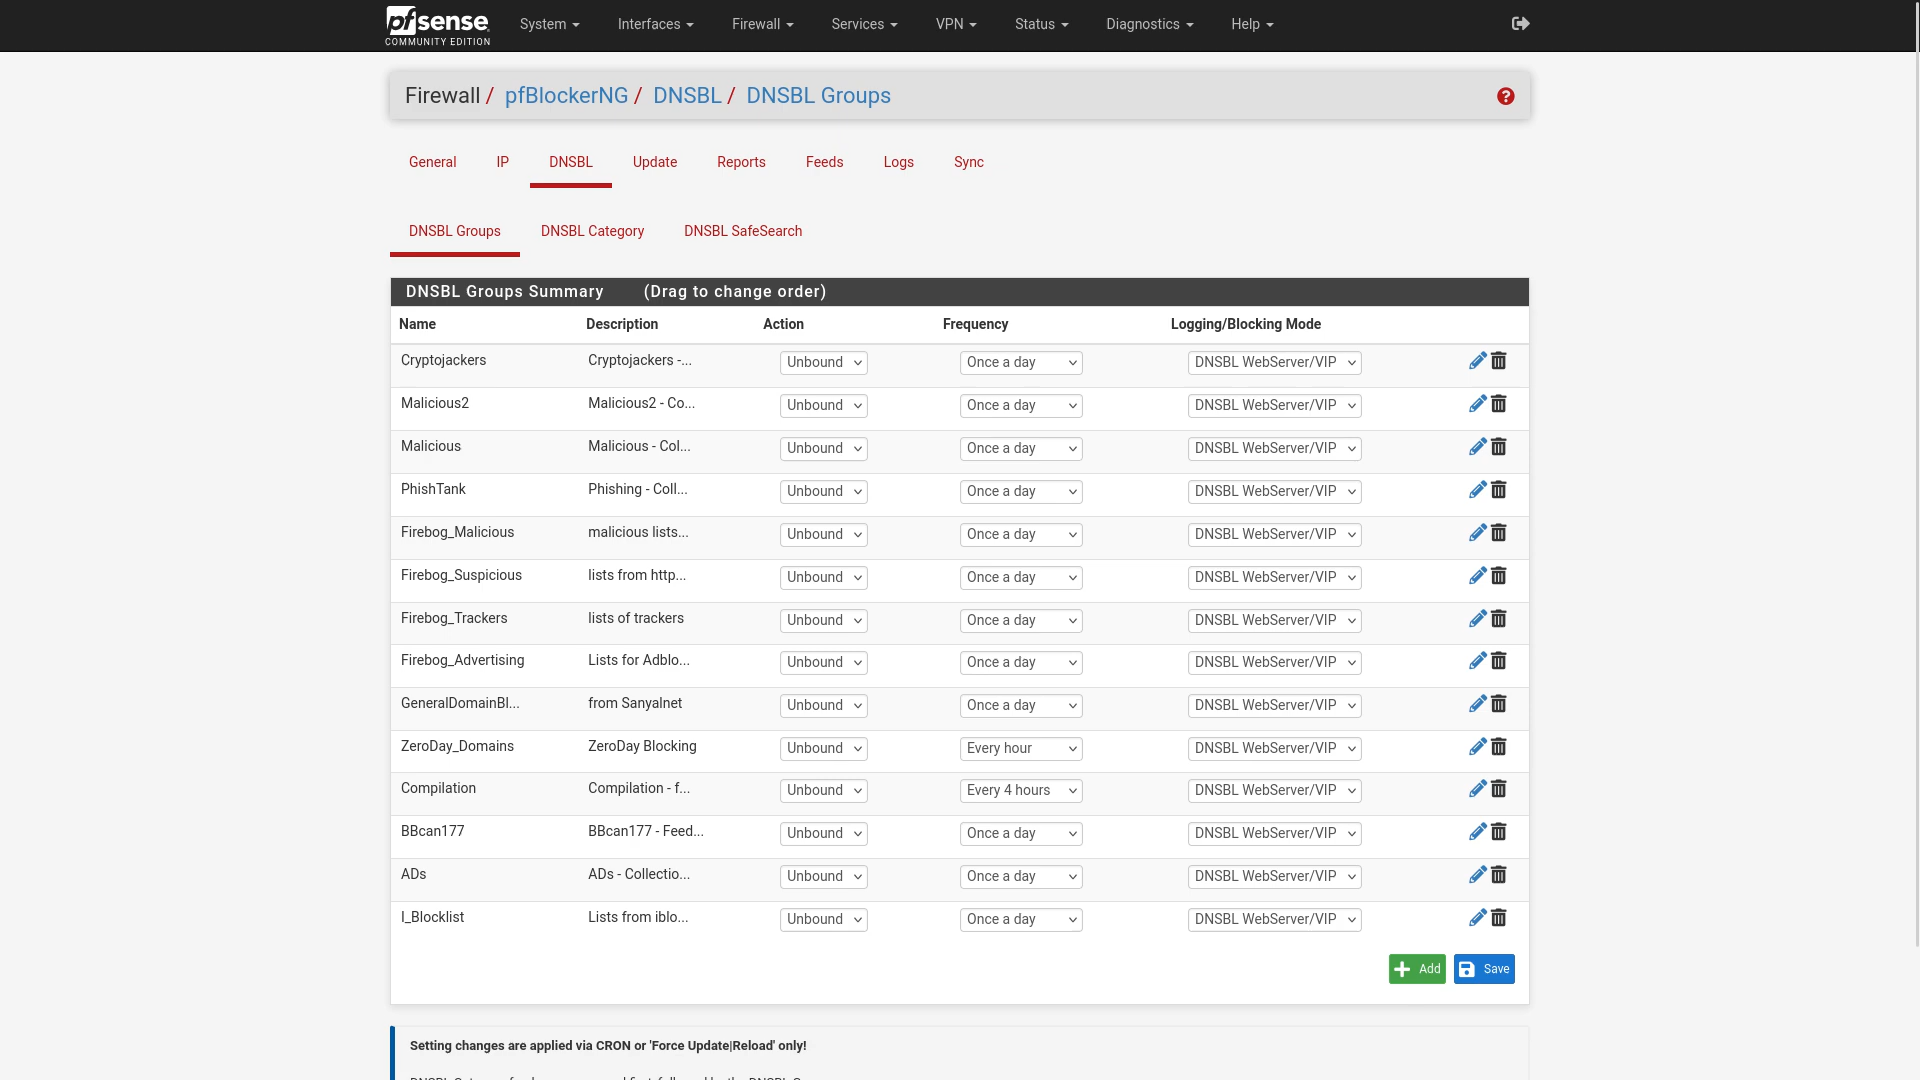 pfsense COMMUNITY EDITION System Interfaces Firewall Services VPN Status Diagnostics Help
Firewall / pfBlockerNG / DNSBL / DNSBL Groups
General IP DNSBL Update Reports Feeds Logs Sync
DNSBL Groups DNSBL Category DNSBL SafeSearch
DNSBL Groups Summary (Drag to change order)
Name Description Action Frequency Logging/Blocking Mode
Cryptojackers Cryptojackers -... Unbound Once a day DNSBL WebServer/VIP
Malicious2 Malicious2 - Co... Unbound Once a day DNSBL WebServer/VIP
Malicious Malicious - Col... Unbound Once a day DNSBL WebServer/VIP
PhishTank Phishing - Coll... Unbound Once a day DNSBL WebServer/VIP
Firebog_Malicious malicious lists... Unbound Once a day DNSBL WebServer/VIP
Firebog_Suspicious lists from http... Unbound Once a day DNSBL WebServer/VIP
Firebog_Trackers lists of trackers Unbound Once a day DNSBL WebServer/VIP
Firebog_Advertising Lists for Adblo... Unbound Once a day DNSBL WebServer/VIP
GeneralDomainBl... from Sanyalnet Unbound Once a day DNSBL WebServer/VIP
ZeroDay_Domains ZeroDay Blocking Unbound Every hour DNSBL WebServer/VIP
Compilation Compilation - f... Unbound Every 4 hours DNSBL WebServer/VIP
BBcan177 BBcan177 - Feed... Unbound Once a day DNSBL WebServer/VIP
ADs ADs - Collectio... Unbound Once a day DNSBL WebServer/VIP
I_Blocklist Lists from iblo... Unbound Once a day DNSBL WebServer/VIP
Add Save
Setting changes are applied via CRON or 'Force Update|Reload' only!